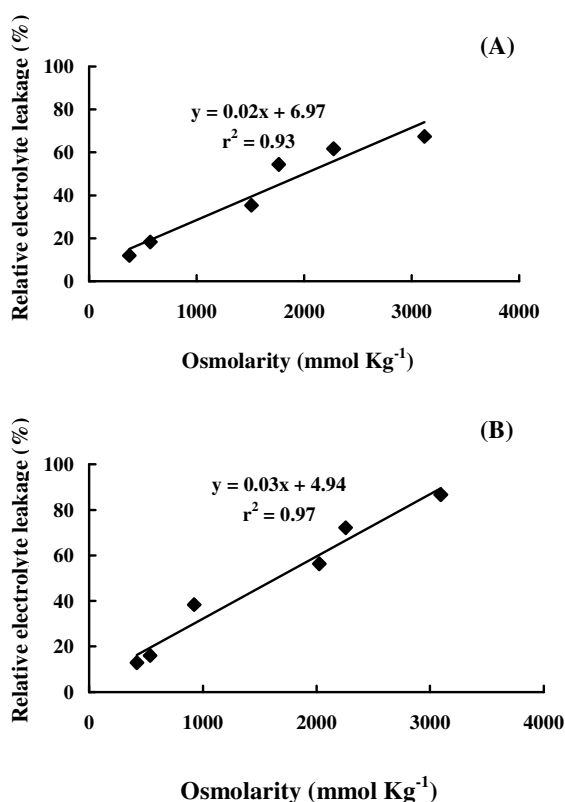 (A)
Relative electrolyte leakage (%)
100
80
60
40
20
0
y = 0.02x + 6.97
r² = 0.93
0 1000 2000 3000 4000
Osmolarity (mmol Kg⁻¹)
(B)
Relative electrolyte leakage (%)
100
80
60
40
20
0
y = 0.03x + 4.94
r² = 0.97
0 1000 2000 3000 4000
Osmolarity (mmol Kg⁻¹)